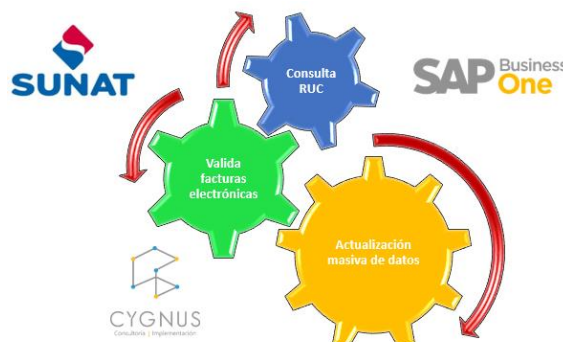 SUNAT
Consulta
RUC
SAP Business
One
Valida
facturas
electrónicas
Actualización
masiva de datos
CYGNUS
Consultoría | Implementación